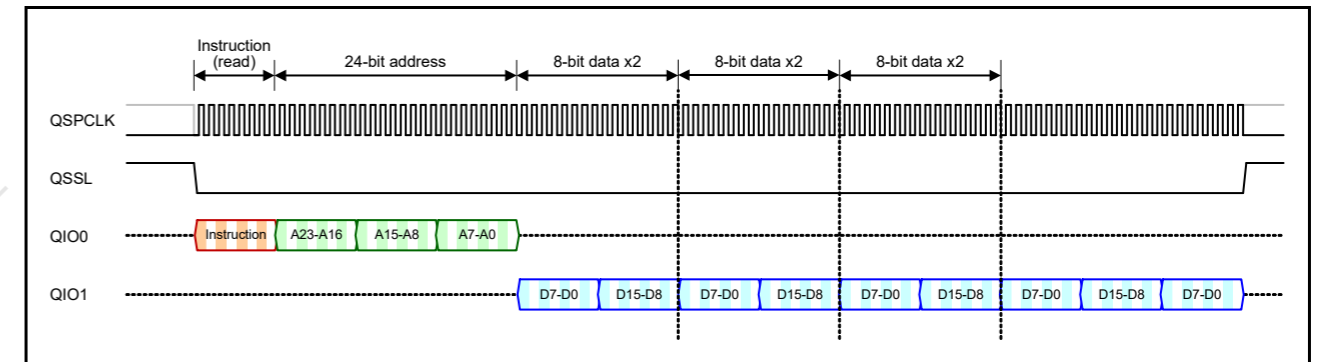 Instruction
(read)
24-bit address
8-bit data x2
8-bit data x2
8-bit data x2
QSPCLK
QSSL
QIO0
Instruction
A23-A16
A15-A8
A7-A0
QIO1
D7-D0
D15-D8
D7-D0
D15-D8
D7-D0
D15-D8
D7-D0
D15-D8
D7-D0